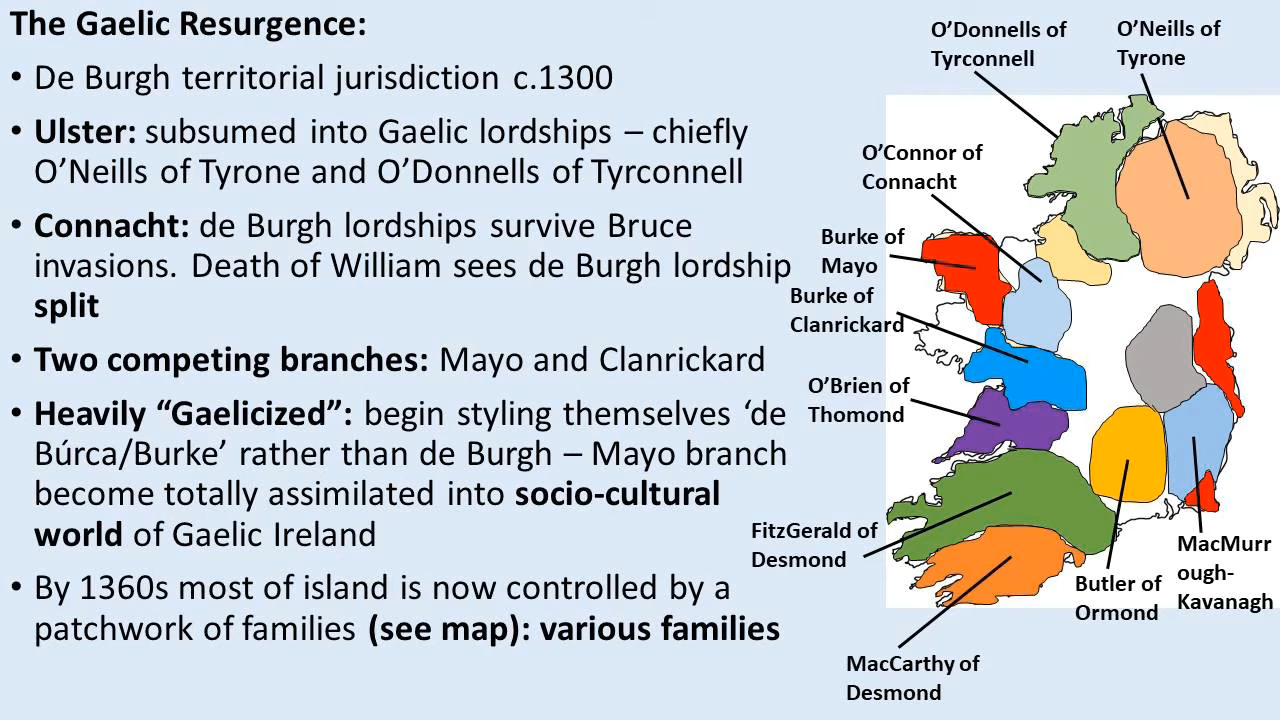 The Gaelic Resurgence:
• De Burgh territorial jurisdiction c.1300
• Ulster: subsumed into Gaelic lordships – chiefly
O’Neills of Tyrone and O’Donnells of Tyrconnell
• Connacht: de Burgh lordships survive Bruce
invasions. Death of William sees de Burgh lordship
split
• Two competing branches: Mayo and Clanrickard
• Heavily “Gaelicized”: begin styling themselves ‘de
Búrca/Burke’ rather than de Burgh – Mayo branch
become totally assimilated into socio-cultural
world of Gaelic Ireland
• By 1360s most of island is now controlled by a
patchwork of families (see map): various families
O’Donnells of
Tyrconnell
O’Neills of
Tyrone
O’Connor of
Connacht
Burke of
Mayo
Burke of
Clanrickard
O’Brien of
Thomond
FitzGerald of
Desmond
MacCarthy of
Desmond
Butler of
Ormond
MacMurr
ough-
Kavanagh